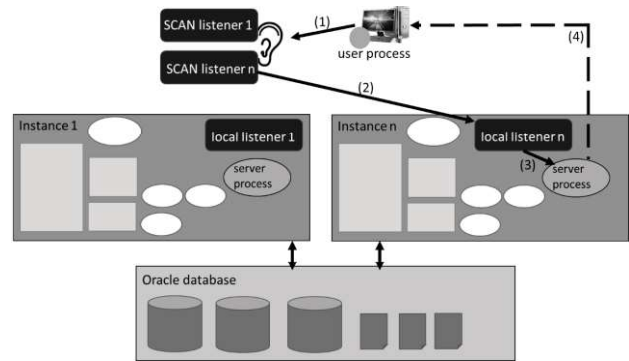 SCAN listener 1
(1)
user process
(4)
SCAN listener n
(2)
Instance 1
local listener 1
server
process
Instance n
local listener n
(3)
server
process
Oracle database